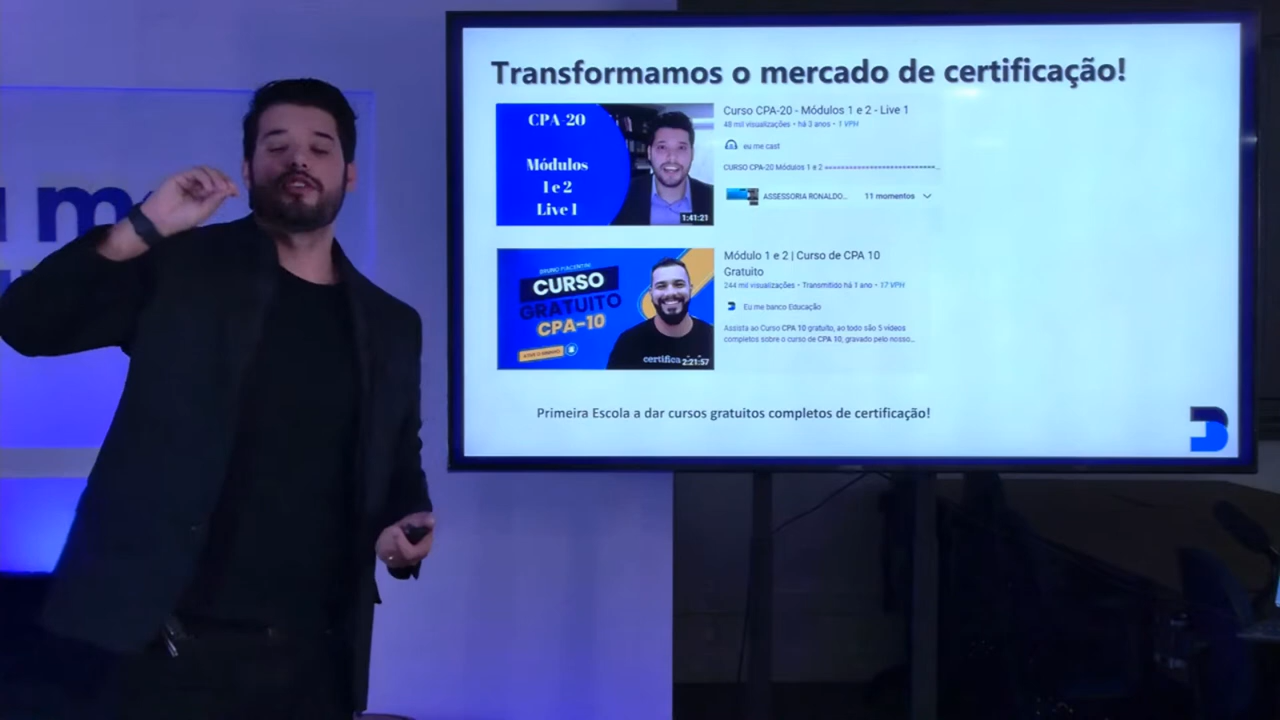 Transformamos o mercado de certificação!
CPA-20
Módulos
1 e 2
Live 1
1:41:21
Curso CPA-20 - Módulos 1 e 2 - Live 1
48 mil visualizações • há 3 anos • 1 VPH
eu me cast
CURSO CPA-20 Módulos 1 e 2
ASSESSORIA RONALDO...
11 momentos
BRUNO PIACENTINI
CURSO
GRATUITO
CPA-10
2:21:57
Módulo 1 e 2 | Curso de CPA 10
Gratuito
244 mil visualizações • Transmitido há 1 ano • 17 VPH
Eu me banco Educação
Assista ao Curso CPA 10 gratuito, ao todo são 5 vídeos
completos sobre o curso de CPA 10, gravado pelo nosso...
Primeira Escola a dar cursos gratuitos completos de certificação!